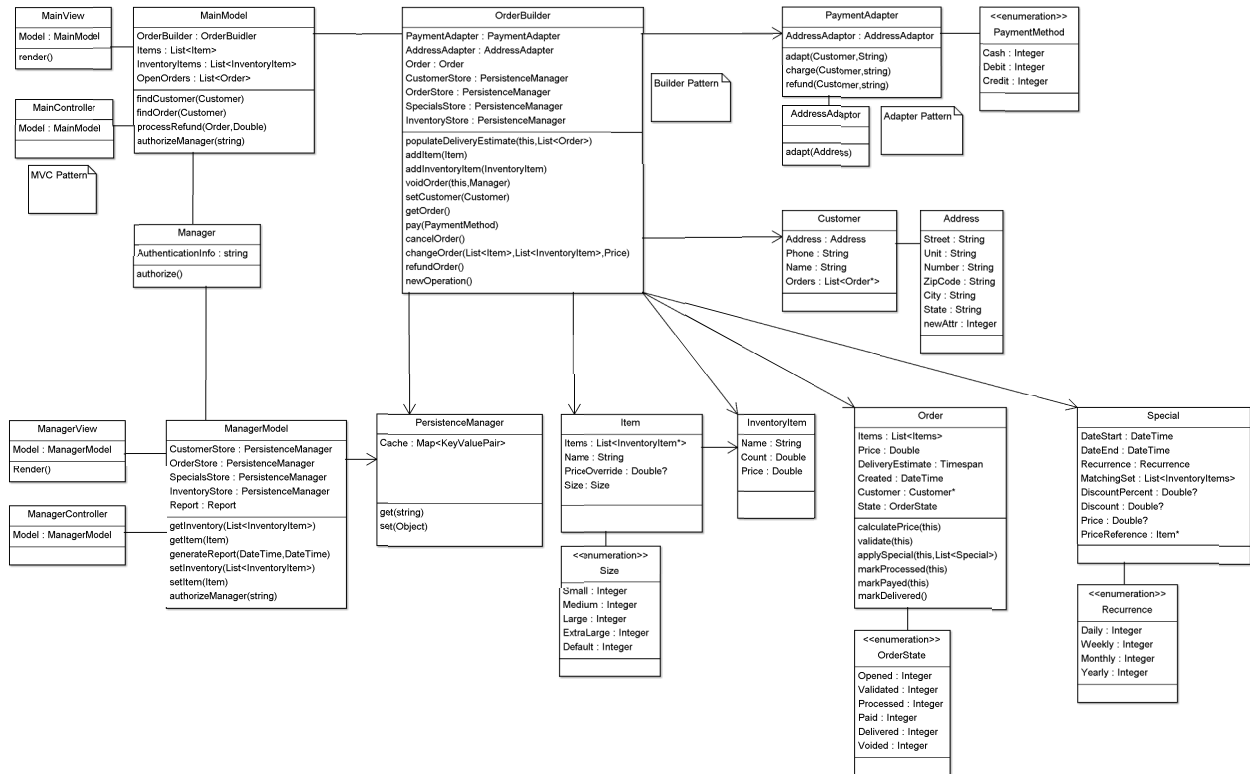 MainView
Model : MainModel
render()
MainController
Model : MainModel
MVC Pattern
MainModel
OrderBuilder : OrderBuidler
Items : List<Item>
InventoryItems : List<InventoryItem>
OpenOrders : List<Order>
findCustomer(Customer)
findOrder(Customer)
processRefund(Order,Double)
authorizeManager(string)
Manager
AuthenticationInfo : string
authorize()
OrderBuilder
PaymentAdapter : PaymentAdapter
AddressAdapter : AddressAdapter
Order : Order
CustomerStore : PersistenceManager
OrderStore : PersistenceManager
SpecialsStore : PersistenceManager
InventoryStore : PersistenceManager
populateDeliveryEstimate(this,List<Order>)
addItem(Item)
addInventoryItem(InventoryItem)
voidOrder(this,Manager)
setCustomer(Customer)
getOrder()
pay(PaymentMethod)
cancelOrder()
changeOrder(List<Item>,List<InventoryItem>,Price)
refundOrder()
newOperation()
Builder Pattern
PaymentAdapter
AddressAdaptor : AddressAdaptor
adapt(Customer,String)
charge(Customer,string)
refund(Customer,string)
AddressAdaptor
adapt(Address)
Adapter Pattern
<<enumeration>>
PaymentMethod
Cash : Integer
Debit : Integer
Credit : Integer
Customer
Address : Address
Phone : String
Name : String
Orders : List<Order*>
Address
Street : String
Unit : String
Number : String
ZipCode : String
City : String
State : String
newAttr : Integer
ManagerView
Model : ManagerModel
Render()
ManagerController
Model : ManagerModel
ManagerModel
CustomerStore : PersistenceManager
OrderStore : PersistenceManager
SpecialsStore : PersistenceManager
InventoryStore : PersistenceManager
Report : Report
getInventory(List<InventoryItem>)
getItem(Item)
generateReport(DateTime,DateTime)
setInventory(List<InventoryItem>)
setItem(Item)
authorizeManager(string)
PersistenceManager
Cache : Map<KeyValuePair>
get(string)
set(Object)
Item
Items : List<InventoryItem*>
Name : String
PriceOverride : Double?
Size : Size
<<enumeration>>
Size
Small : Integer
Medium : Integer
Large : Integer
ExtraLarge : Integer
Default : Integer
InventoryItem
Name : String
Count : Double
Price : Double
Order
Items : List<Items>
Price : Double
DeliveryEstimate : Timespan
Created : DateTime
Customer : Customer*
State : OrderState
calculatePrice(this)
validate(this)
applySpecial(this,List<Special>)
markProcessed(this)
markPayed(this)
markDelivered()
<<enumeration>>
OrderState
Opened : Integer
Validated : Integer
Processed : Integer
Paid : Integer
Delivered : Integer
Voided : Integer
Special
DateStart : DateTime
DateEnd : DateTime
Recurrence : Recurrence
MatchingSet : List<InventoryItems>
DiscountPercent : Double?
Discount : Double?
Price : Double?
PriceReference : Item*
<<enumeration>>
Recurrence
Daily : Integer
Weekly : Integer
Monthly : Integer
Yearly : Integer